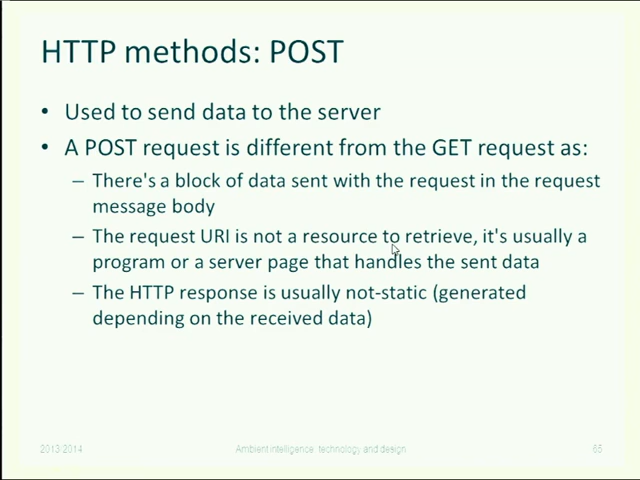 HTTP methods: POST
• Used to send data to the server
• A POST request is different from the GET request as:
– There's a block of data sent with the request in the request
message body
– The request URI is not a resource to retrieve, it's usually a
program or a server page that handles the sent data
– The HTTP response is usually not-static (generated
depending on the received data)
2013/2014 Ambient intelligence: technology and design 65